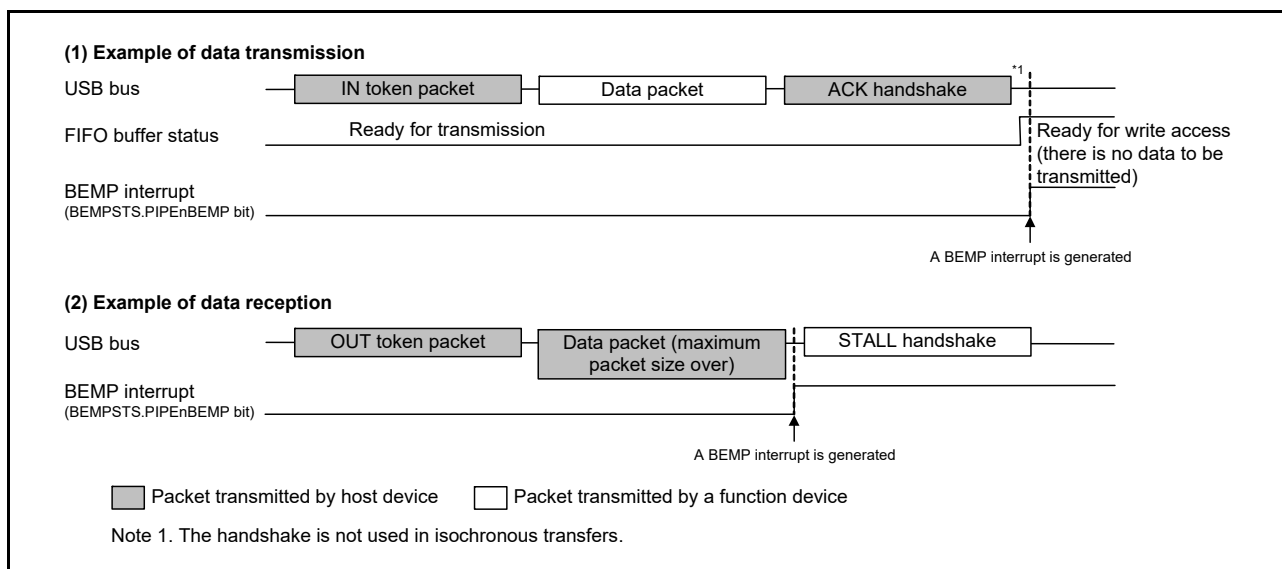 (1) Example of data transmission
USB bus
IN token packet
Data packet
ACK handshake
*1
FIFO buffer status
Ready for transmission
Ready for write access
(there is no data to be
transmitted)
BEMP interrupt
(BEMPSTS.PIPEnBEMP bit)
A BEMP interrupt is generated
(2) Example of data reception
USB bus
OUT token packet
Data packet (maximum
packet size over)
STALL handshake
BEMP interrupt
(BEMPSTS.PIPEnBEMP bit)
A BEMP interrupt is generated
Packet transmitted by host device
Packet transmitted by a function device
Note 1. The handshake is not used in isochronous transfers.